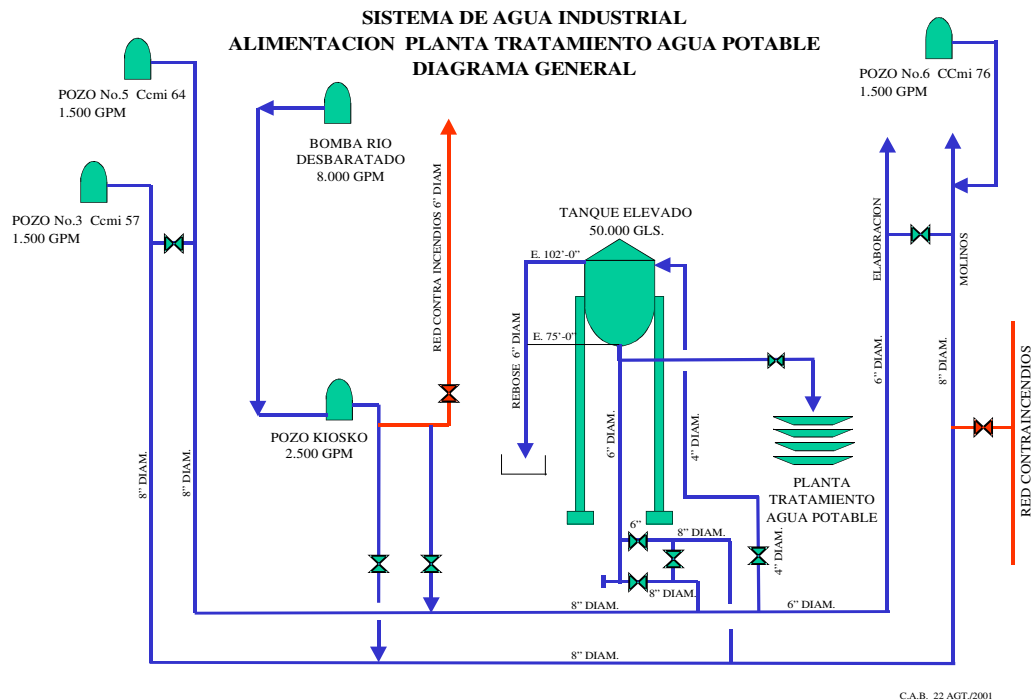 SISTEMA DE AGUA INDUSTRIAL
ALIMENTACION PLANTA TRATAMIENTO AGUA POTABLE
DIAGRAMA GENERAL
POZO No.5 Ccmi 64
1.500 GPM
POZO No.6 CCmi 76
1.500 GPM
BOMBA RIO
DESBARATADO
8.000 GPM
POZO No.3 Ccmi 57
1.500 GPM
RED CONTRA INCENDIOS 6” DIAM
TANQUE ELEVADO
50.000 GLS.
E. 102’-0”
E. 75’-0”
REBOSE 6” DIAM
ELABORACION
MOLINOS
6” DIAM.
8” DIAM.
RED CONTRAINCENDIOS
POZO KIOSKO
2.500 GPM
6” DIAM.
4” DIAM.
PLANTA
TRATAMIENTO
AGUA POTABLE
8” DIAM.
8” DIAM.
6”
8” DIAM.
4” DIAM.
8” DIAM.
8” DIAM.
6” DIAM.
8” DIAM.
C.A.B. 22 AGT./2001